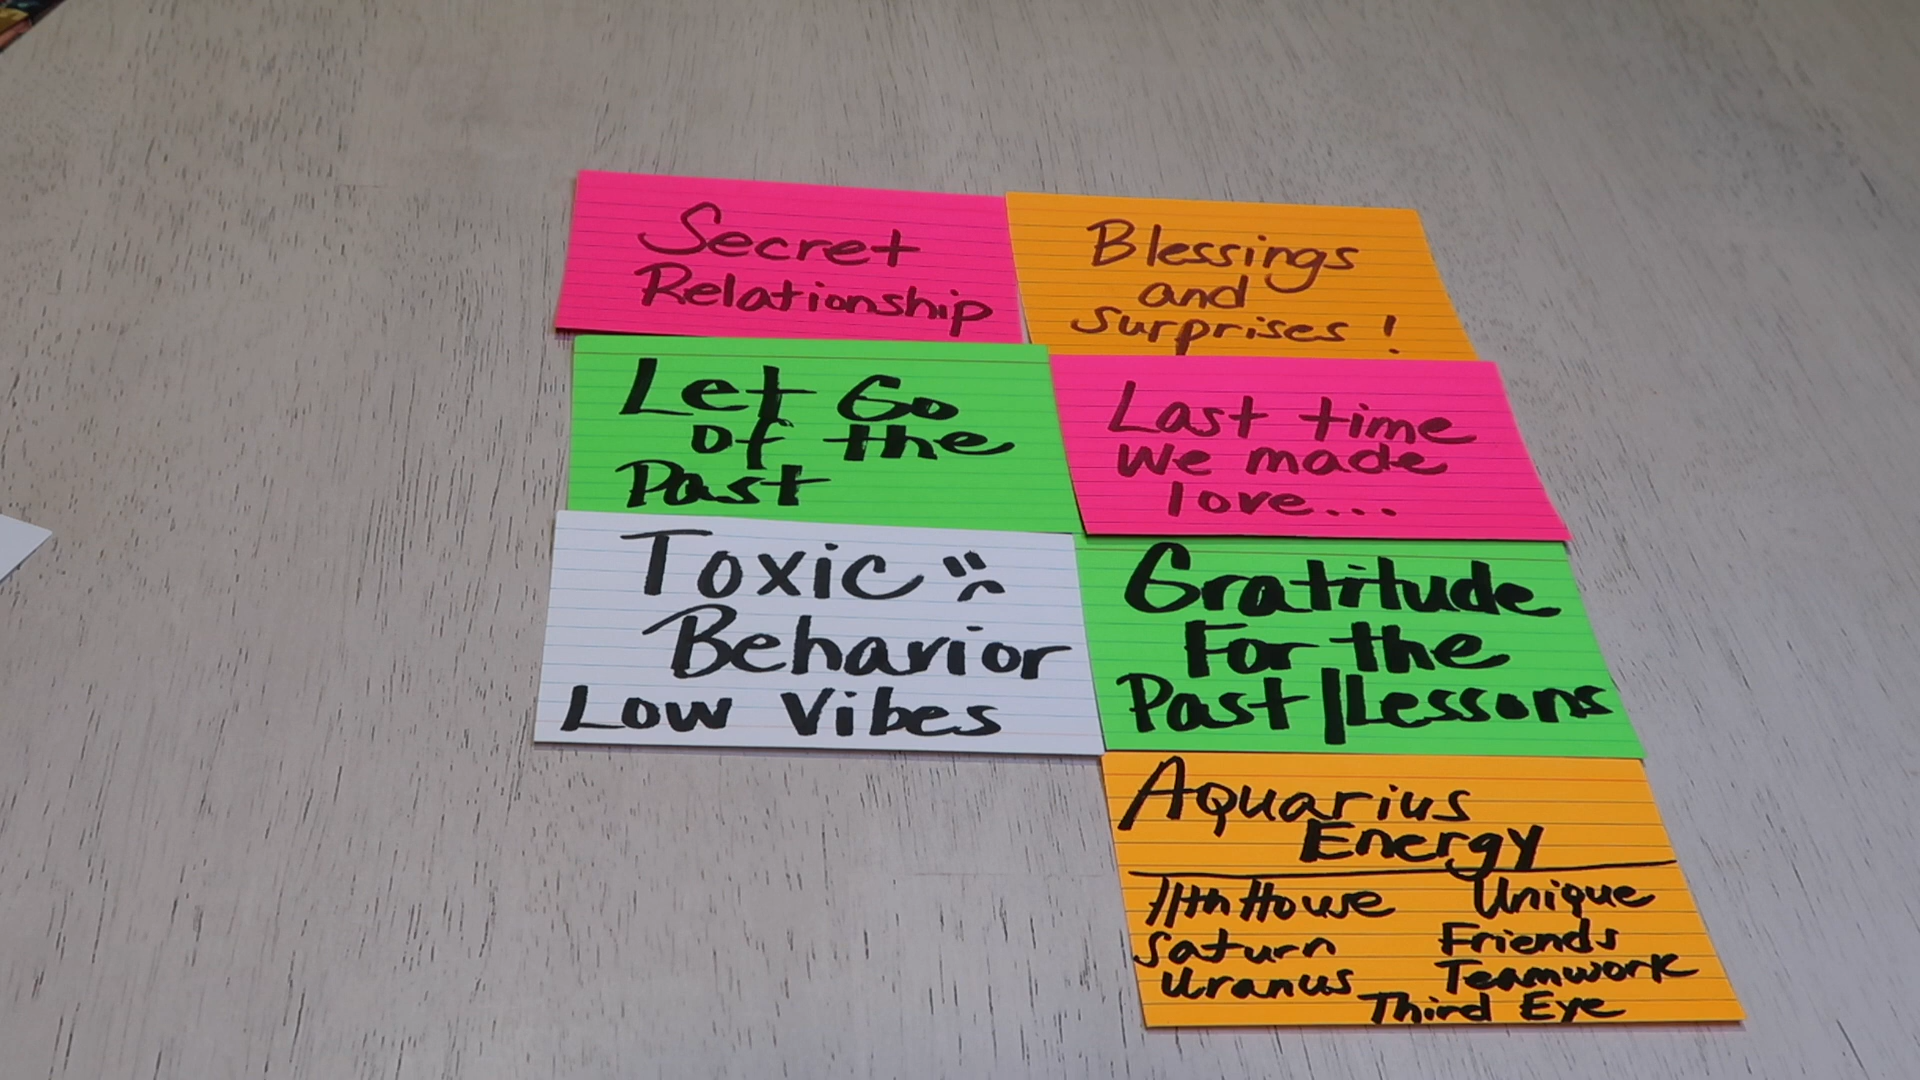 Secret
Relationship
Blessings
and
Surprises!
Let Go
of the
Past
Last time
We made
love...
Toxic
Behavior
Low Vibes
Gratitude
For the
Past/Lessons
Aquarius
Energy
11th House
Saturn
Uranus
Unique
Friends
Teamwork
Third Eye